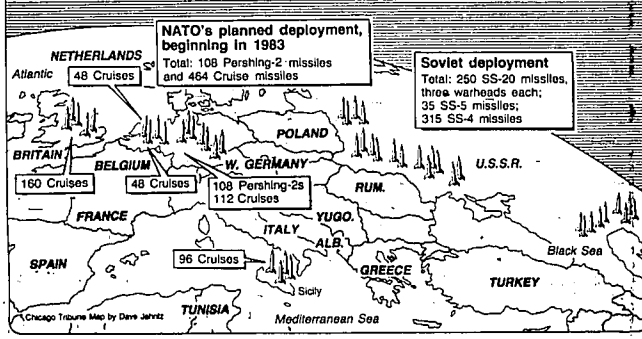 NATO's planned deployment,
beginning in 1983
Total: 108 Pershing-2 missiles
and 464 Cruise missiles
Soviet deployment
Total: 250 SS-20 missiles,
three warheads each;
35 SS-5 missiles;
315 SS-4 missiles
NETHERLANDS
Atlantic
48 Cruises
POLAND
BRITAIN
BELGIUM
W. GERMANY
U.S.S.R.
160 Cruises
48 Cruises
108 Pershing-2s
112 Cruises
RUM.
FRANCE
YUGO.
ITALY
ALB.
Black Sea
96 Cruises
GREECE
SPAIN
TURKEY
Sicily
TUNISIA
Mediterranean Sea
Chicago Tribune Map by Dave Jahntz